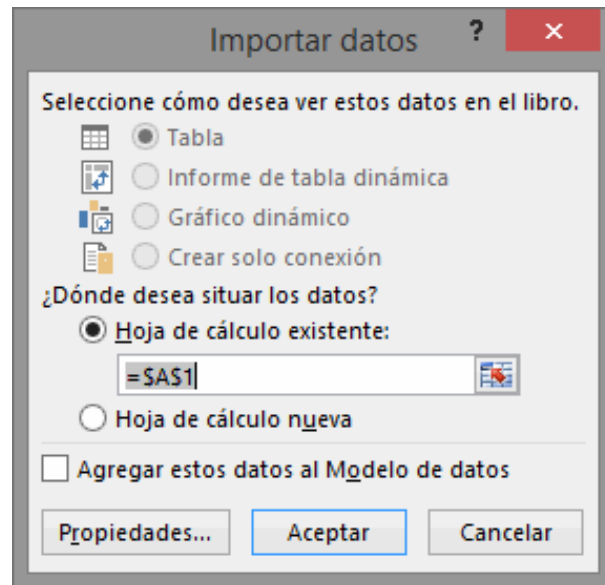 Importar datos ?
Seleccione cómo desea ver estos datos en el libro.
Tabla
Informe de tabla dinámica
Gráfico dinámico
Crear solo conexión
¿Dónde desea situar los datos?
Hoja de cálculo existente:
=$A$1
Hoja de cálculo nueva
Agregar estos datos al Modelo de datos
Propiedades... Aceptar Cancelar